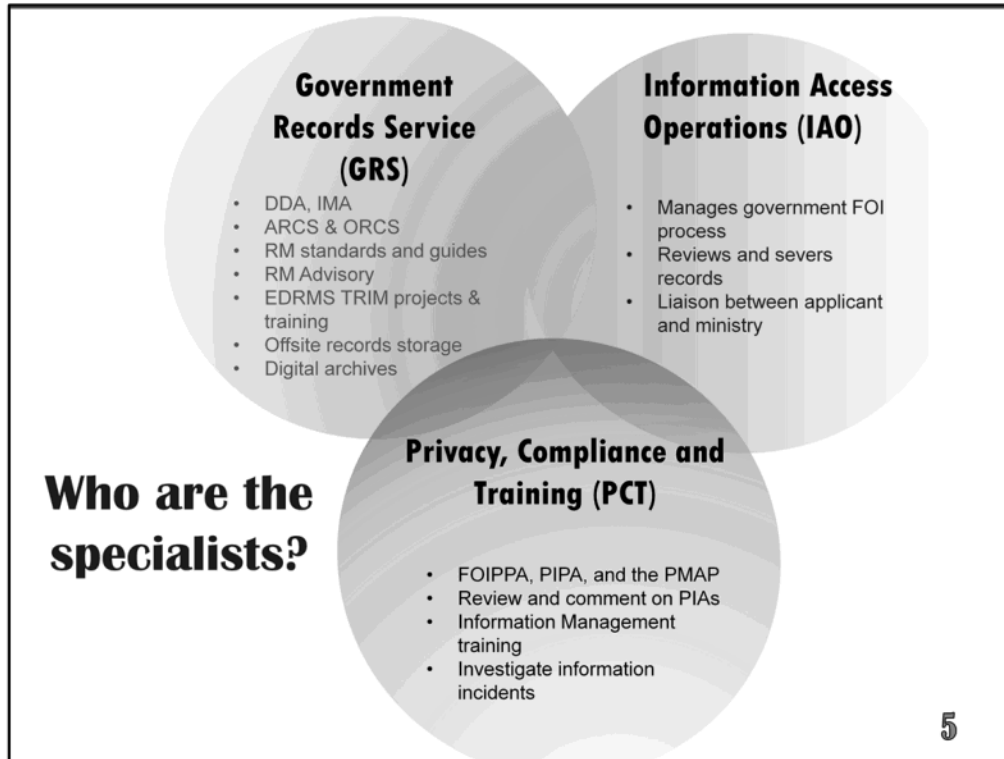 Government
Records Service
(GRS)
• DDA, IMA
• ARCS & ORCS
• RM standards and guides
• RM Advisory
• EDRMS TRIM projects &
training
• Offsite records storage
• Digital archives
Information Access
Operations (IAO)
• Manages government FOI
process
• Reviews and severs
records
• Liaison between applicant
and ministry
Who are the
specialists?
Privacy, Compliance and
Training (PCT)
• FOIPPA, PIPA, and the PMAP
• Review and comment on PIAs
• Information Management
training
• Investigate information
incidents
5